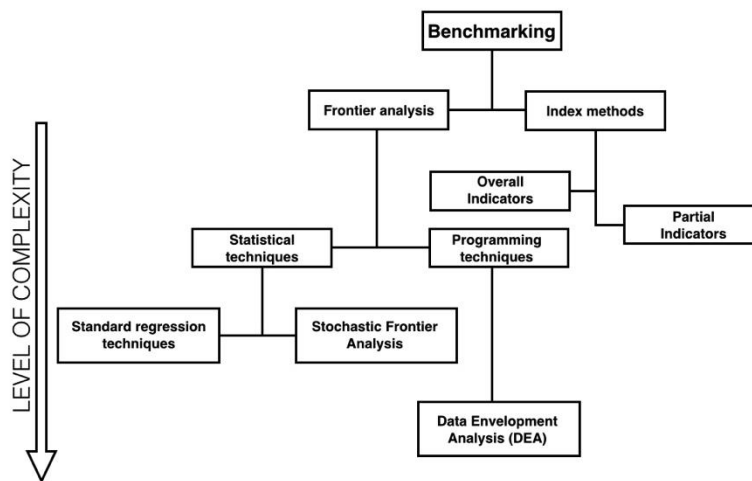 Benchmarking
Frontier analysis
Index methods
Overall
Indicators
Partial
Indicators
Statistical
techniques
Programming
techniques
Standard regression
techniques
Stochastic Frontier
Analysis
Data Envelopment
Analysis (DEA)
LEVEL OF COMPLEXITY